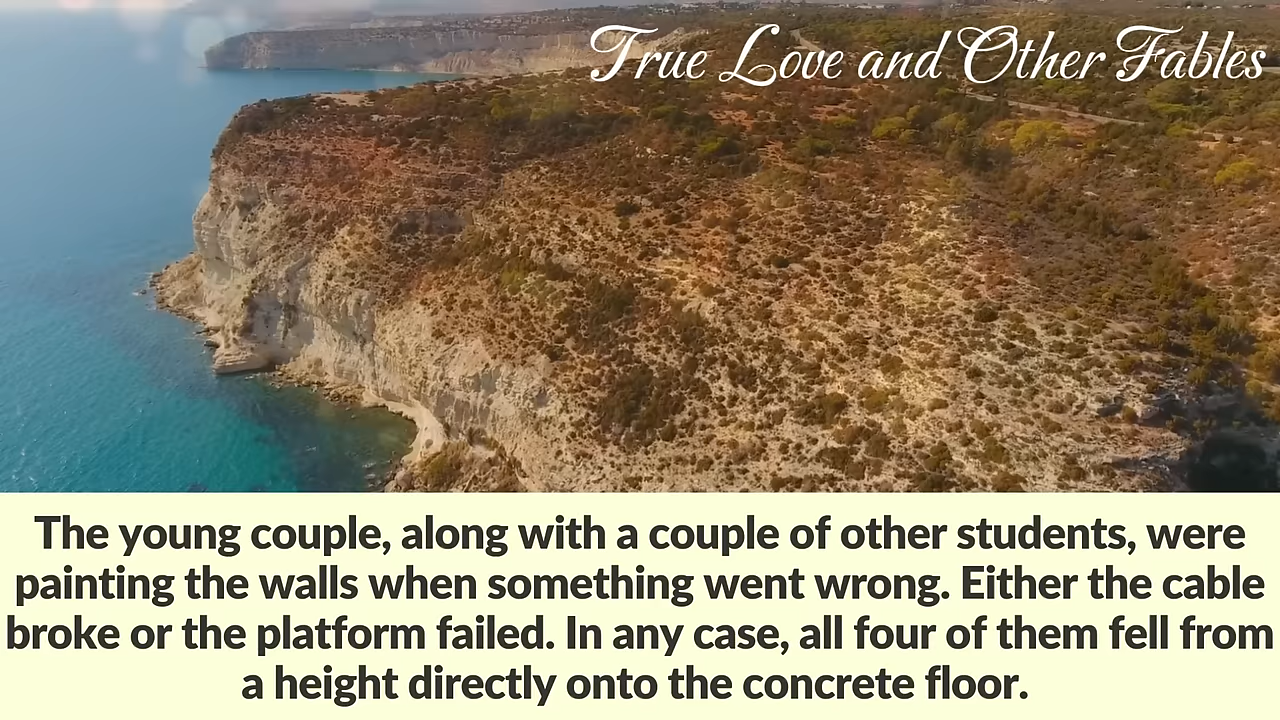 True Love and Other Fables
The young couple, along with a couple of other students, were
painting the walls when something went wrong. Either the cable
broke or the platform failed. In any case, all four of them fell from
a height directly onto the concrete floor.